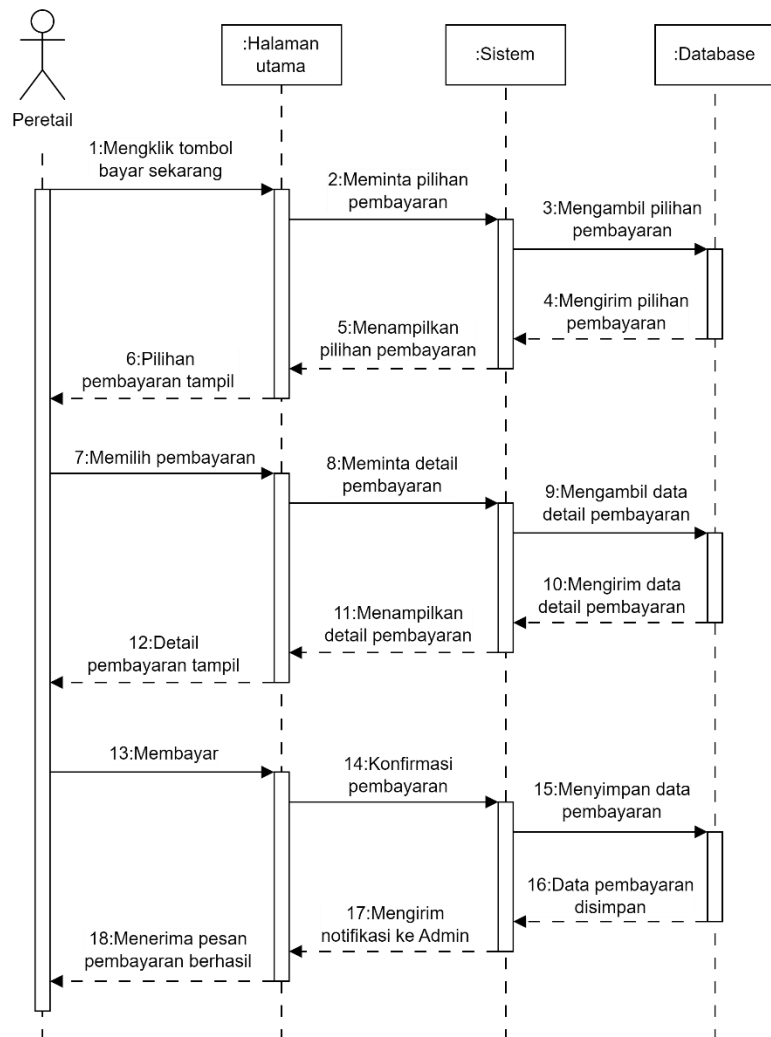 :Halaman
utama
:Sistem
:Database
Peretail
1:Mengklik tombol
bayar sekarang
2:Meminta pilihan
pembayaran
3:Mengambil pilihan
pembayaran
4:Mengirim pilihan
pembayaran
5:Menampilkan
pilihan pembayaran
6:Pilihan
pembayaran tampil
7:Memilih pembayaran
8:Meminta detail
pembayaran
9:Mengambil data
detail pembayaran
10:Mengirim data
detail pembayaran
11:Menampilkan
detail pembayaran
12:Detail
pembayaran tampil
13:Membayar
14:Konfirmasi
pembayaran
15:Menyimpan data
pembayaran
16:Data pembayaran
disimpan
17:Mengirim
notifikasi ke Admin
18:Menerima pesan
pembayaran berhasil